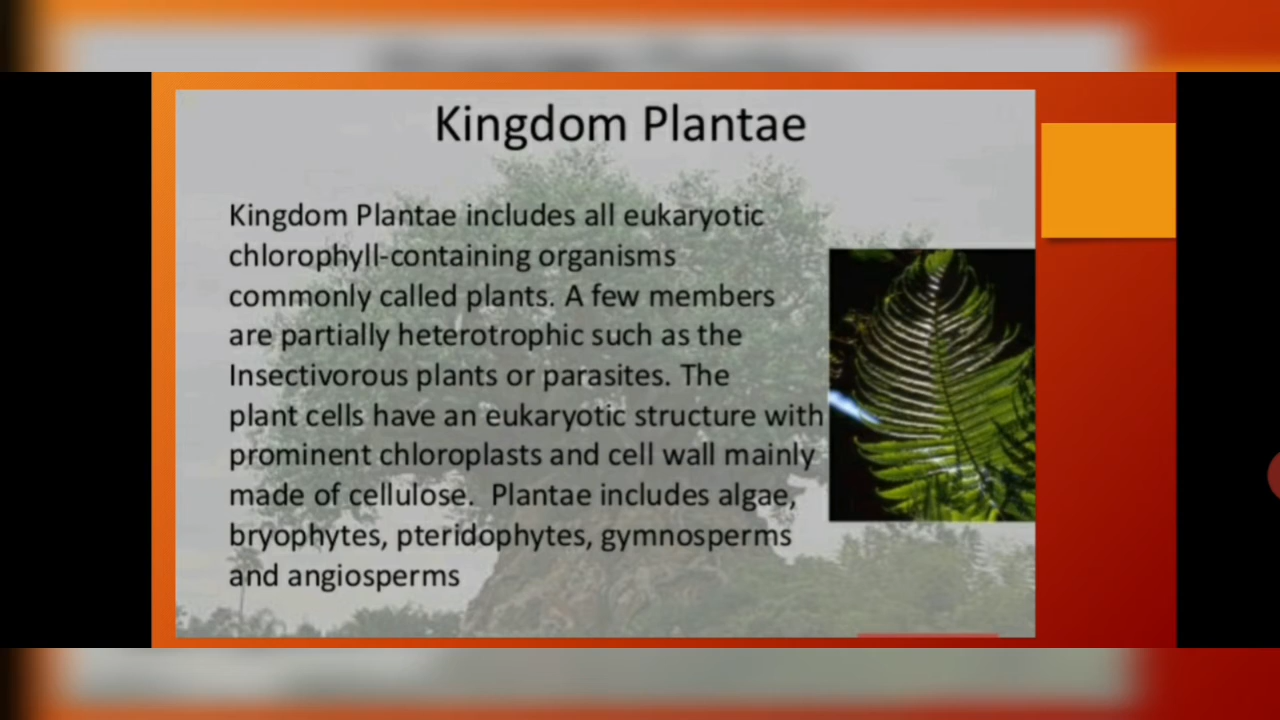 Kingdom Plantae
Kingdom Plantae includes all eukaryotic
chlorophyll-containing organisms
commonly called plants. A few members
are partially heterotrophic such as the
Insectivorous plants or parasites. The
plant cells have an eukaryotic structure with
prominent chloroplasts and cell wall mainly
made of cellulose.  Plantae includes algae,
bryophytes, pteridophytes, gymnosperms
and angiosperms